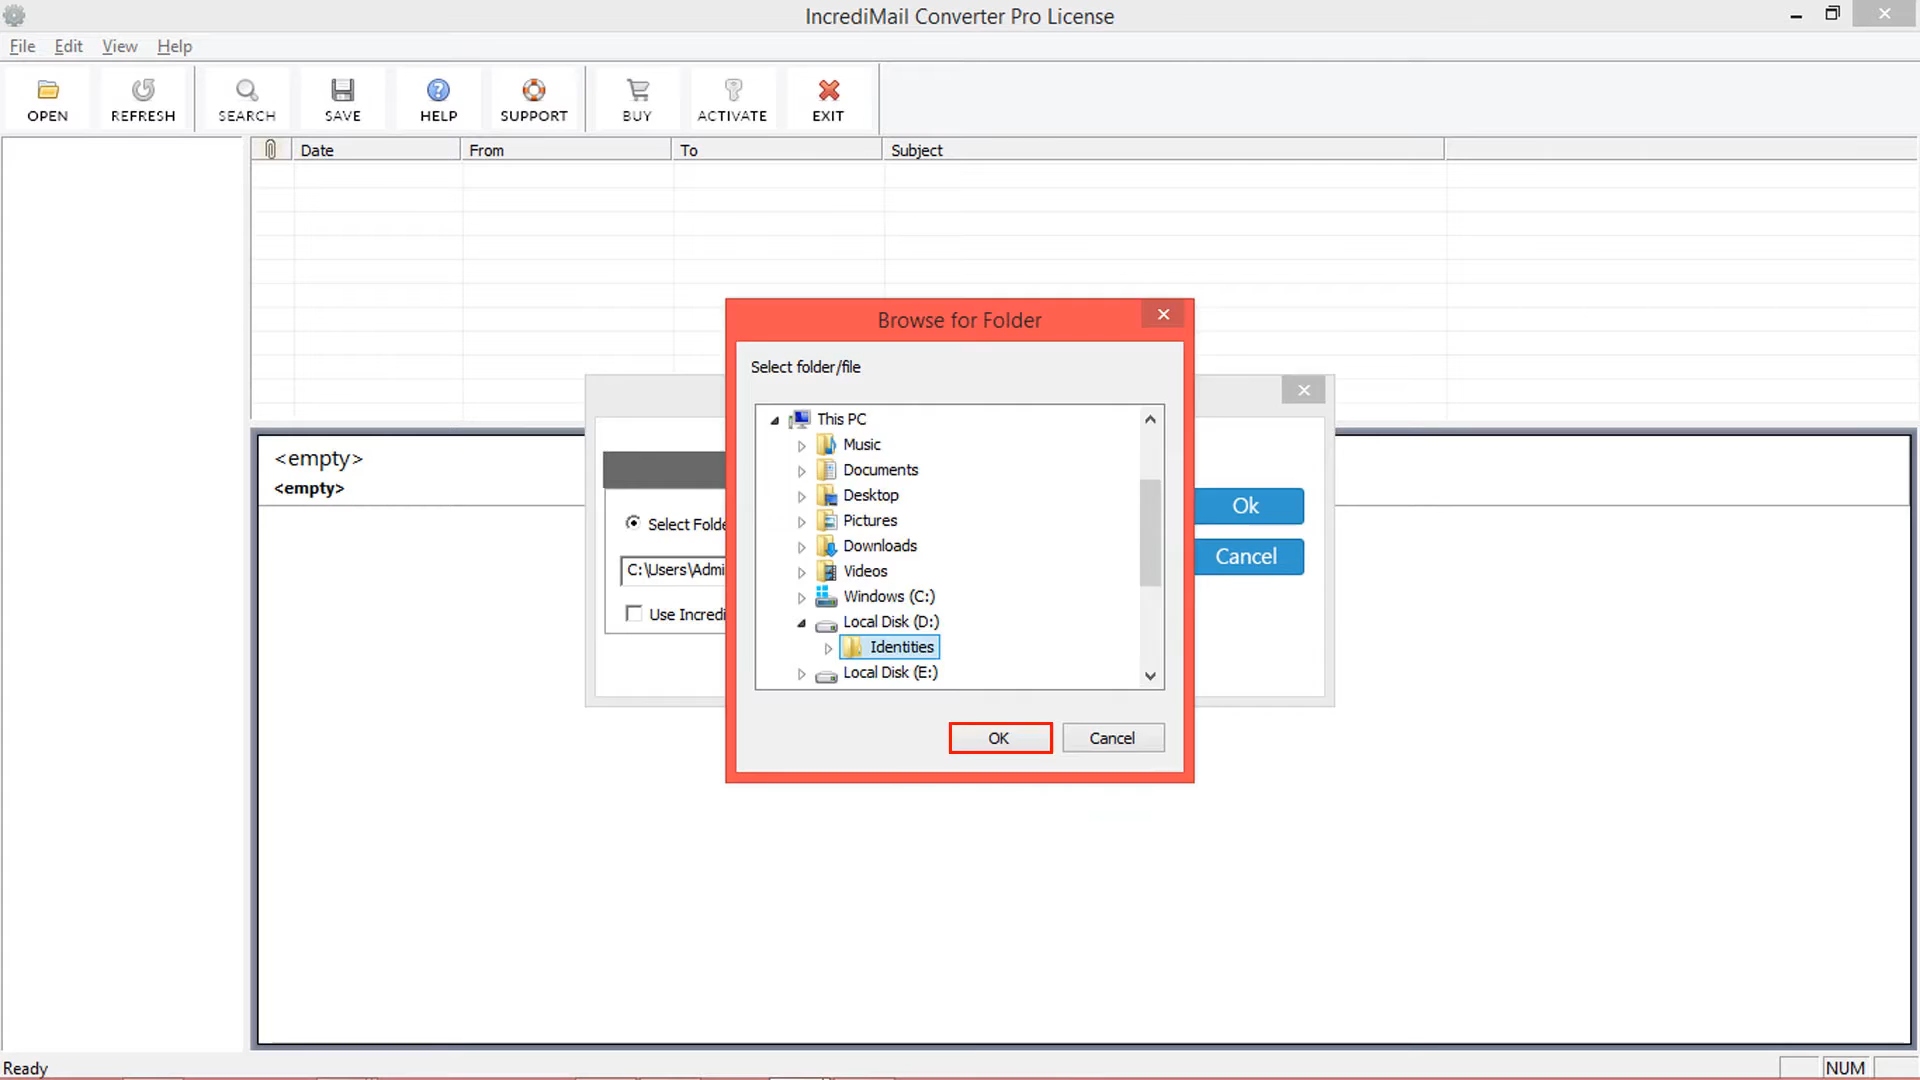 IncrediMail Converter Pro License
File Edit View Help
OPEN REFRESH SEARCH SAVE HELP SUPPORT BUY ACTIVATE EXIT
Date From To Subject
Browse for Folder
Select folder/file
This PC
Music
Documents
Desktop
Pictures
Downloads
Videos
Windows (C:)
Local Disk (D:)
Identities
Local Disk (E:)
OK Cancel
<empty>
<empty>
Select Folde
C:\Users\Admi
Use Incredi
Ok
Cancel
Ready
NUM